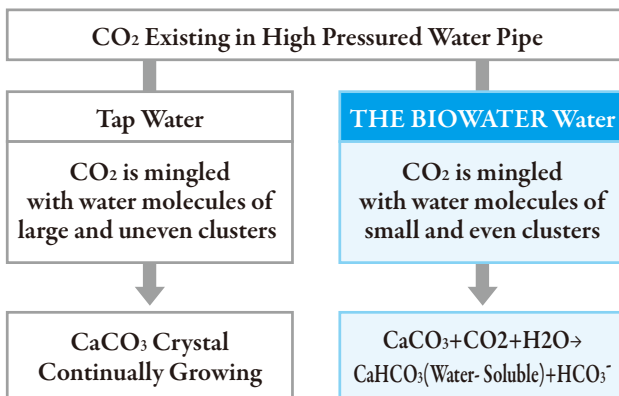 CO₂ Existing in High Pressured Water Pipe
Tap Water
CO₂ is mingled
with water molecules of
large and uneven clusters
CaCO₃ Crystal
Continually Growing
THE BIOWATER Water
CO₂ is mingled
with water molecules of
small and even clusters
CaCO₃+CO2+H2O→
CaHCO₃(Water- Soluble)+HCO₃⁻